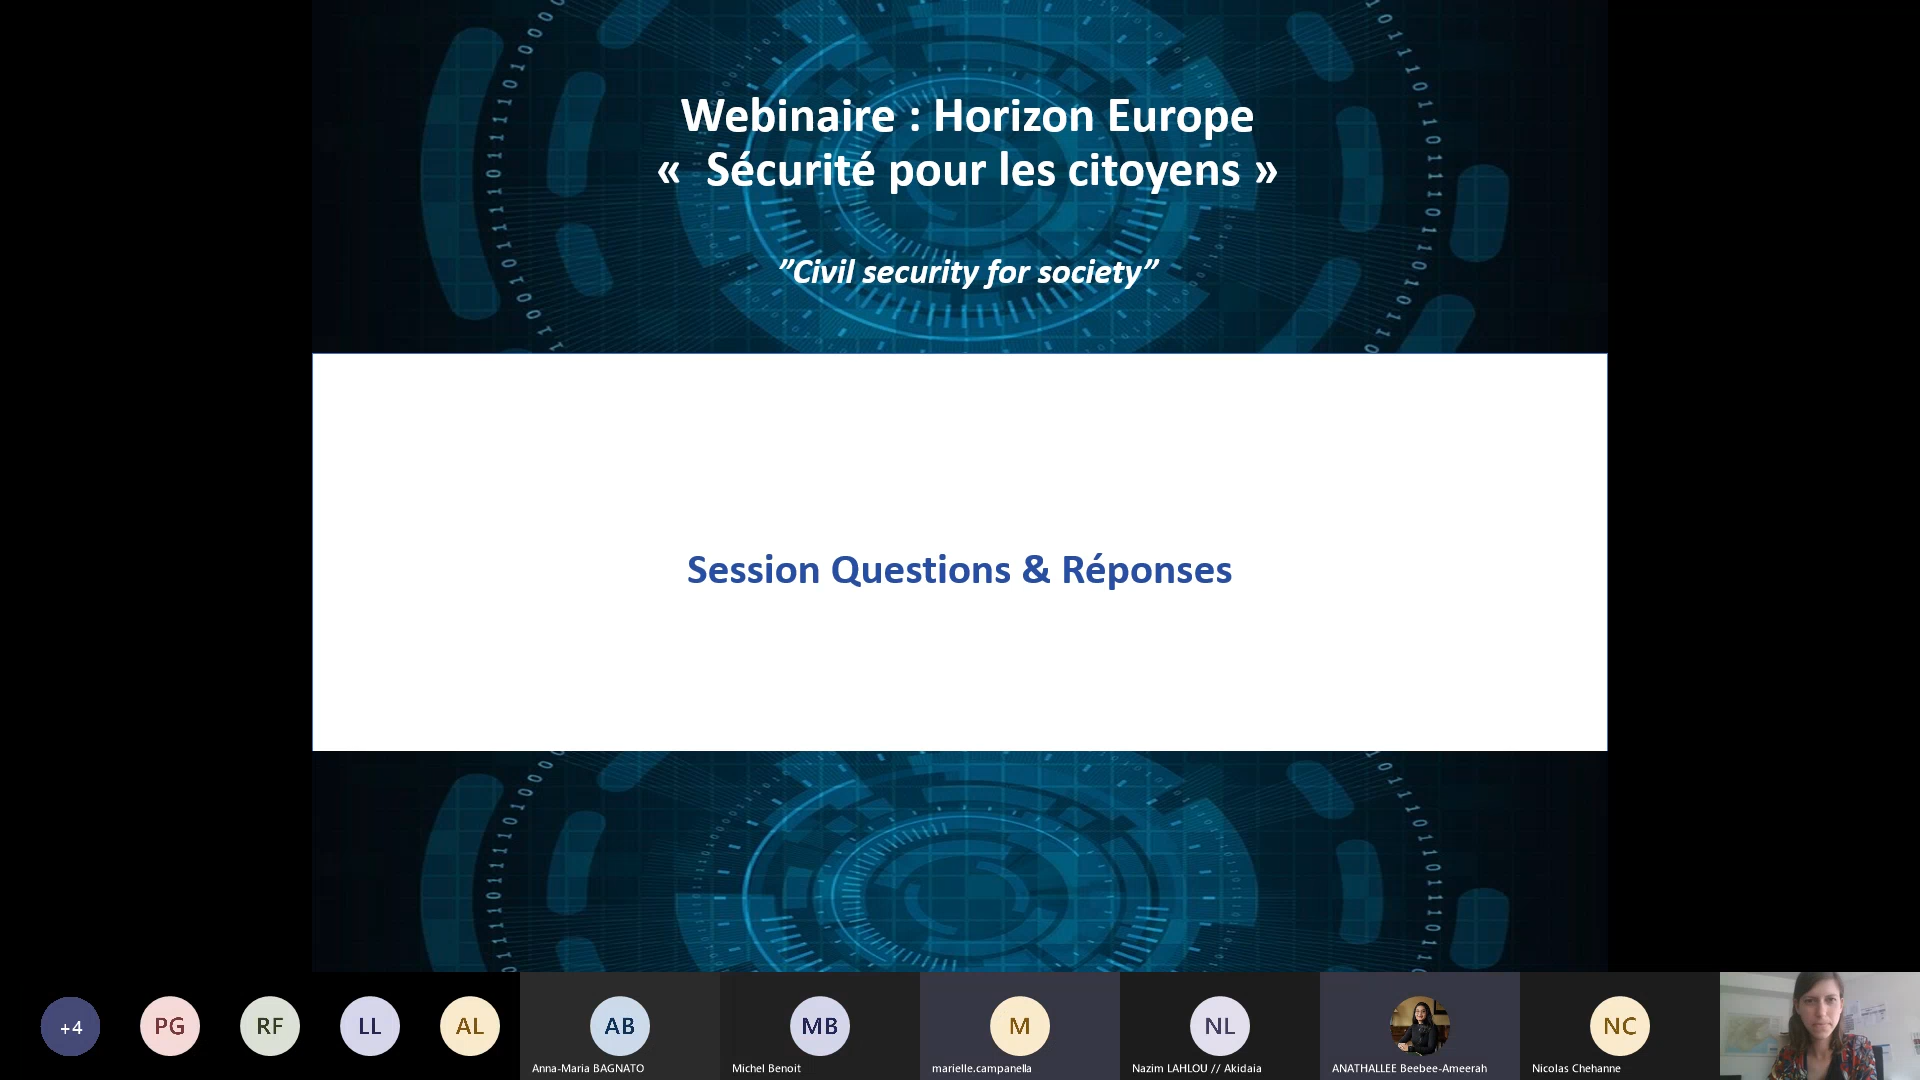 Webinaire : Horizon Europe
«  Sécurité pour les citoyens »
”Civil security for society”
Session Questions & Réponses
+4
PG
RF
LL
AL
AB
MB
M
NL
NC
Anna-Maria BAGNATO
Michel Benoit
marielle.campanella
Nazim LAHLOU // Akidaia
ANATHALLEE Beebee-Ameerah
Nicolas Chehanne